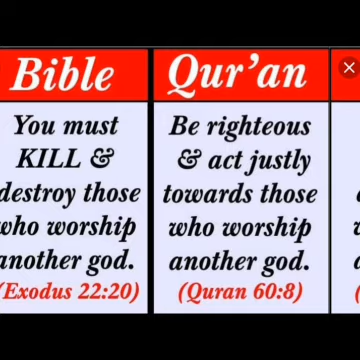 Bible
You must
KILL &
destroy those
who worship
another god.
(Exodus 22:20)
Qur'an
Be righteous
& act justly
towards those
who worship
another god.
(Quran 60:8)